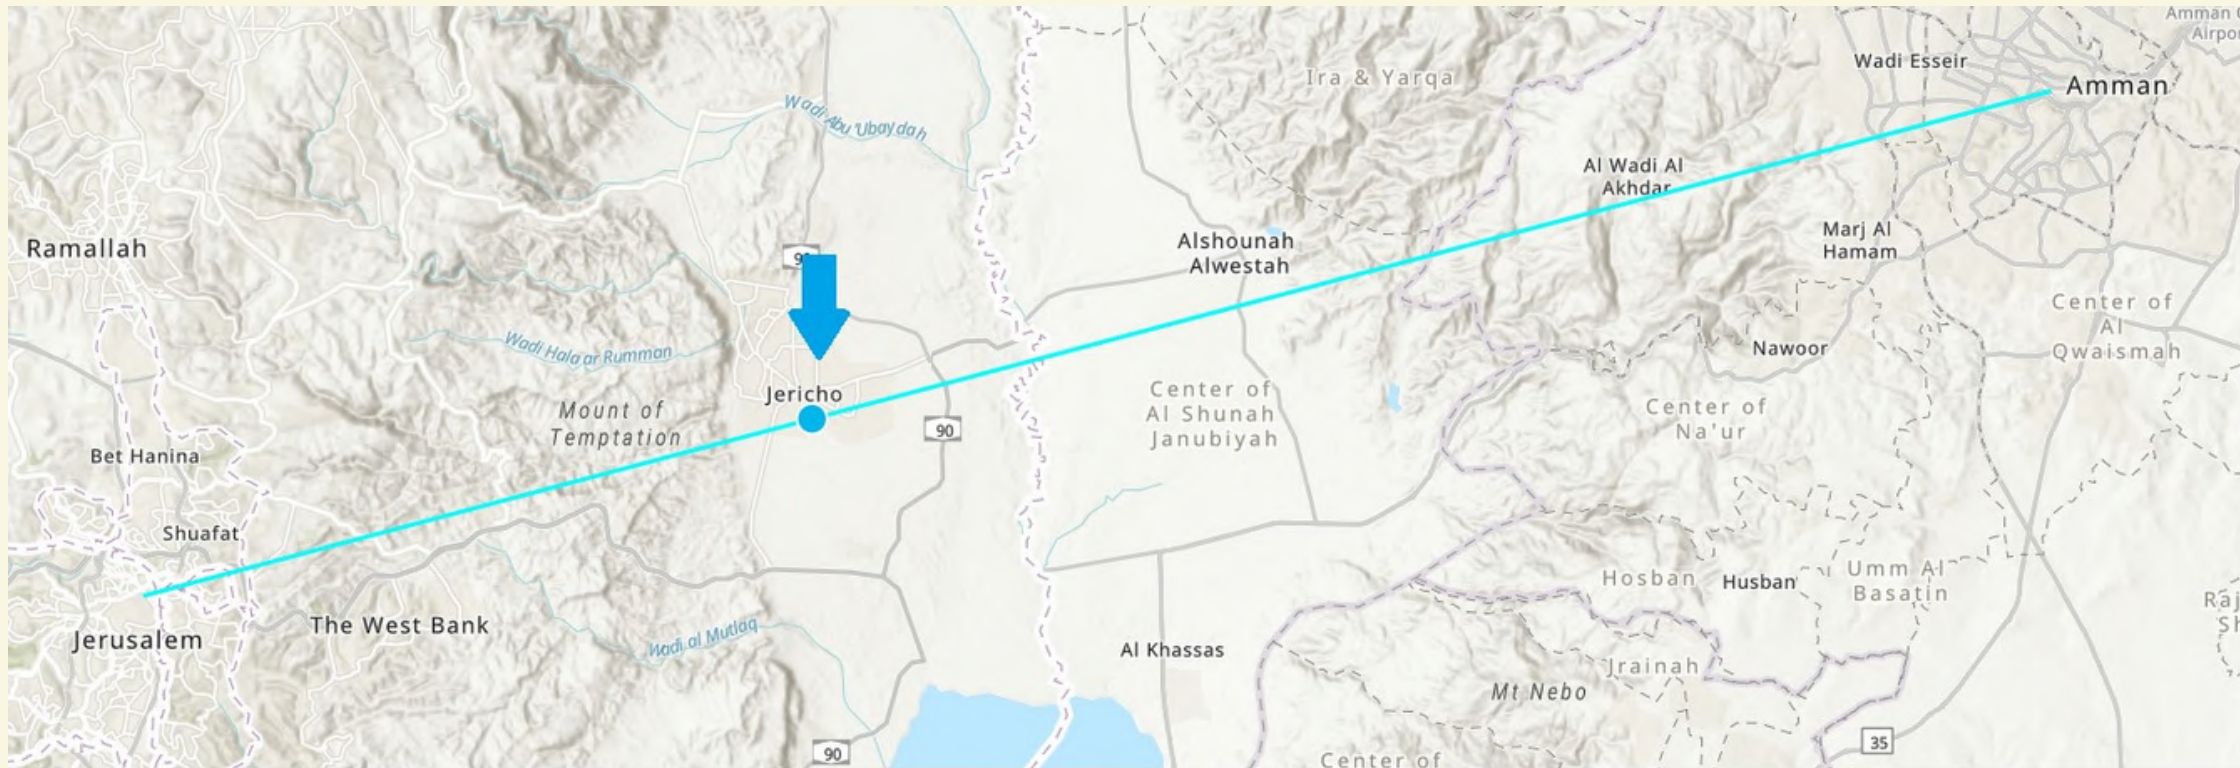 Amman
Airpor
Wadi Esseir
Amman
Ira & Yarqa
Wadi Abu 'Ubaydah
Al Wadi Al
Akhdar
Ramallah
Alshounah
Alwestah
Marj Al
Hamam
Center of
Al
Qwaismah
Wadi Hala ar Rumman
Nawoor
Jericho
Mount of
Temptation
90
Center of
Al Shunah
Janubiyah
Center of
Na'ur
Bet Hanina
Shuafat
Hosban
Husban
Umm Al
Basatin
The West Bank
Jerusalem
Wadi al Mutlaq
Al Khassas
Jrainah
Mt Nebo
90
35
Center of